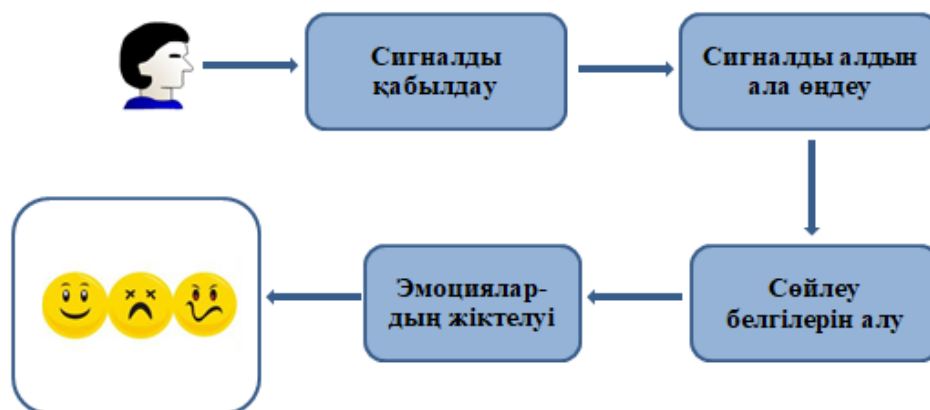 Сигналды
қабылдау
Сигналды алдын
ала өңдеу
Сөйлеу
белгілерін алу
Эмоциялар-
дың жіктелуі